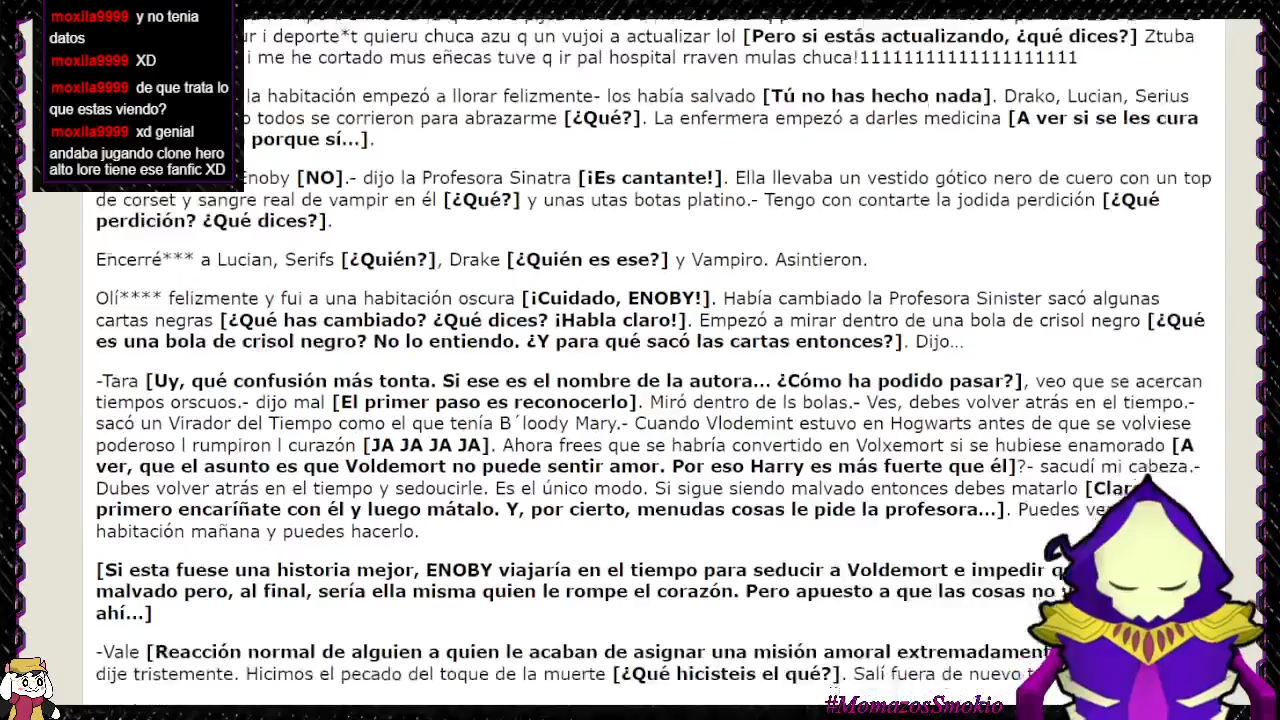 moxlla9999 y no tenia
datos
moxlla9999 XD
moxlla9999 de que trata lo
que estas viendo?
moxlla9999 xd genial
andaba jugando clone hero
alto lore tiene ese fanfic XD
i deporte*t quieru chuca azu q un vujoi a actualizar lol [Pero si estás actualizando, ¿qué dices?] Ztuba
i me he cortado mus eñecas tuve q ir pal hospital rraven mulas chuca!11111111111111111111
la habitación empezó a llorar felizmente- los había salvado [Tú no has hecho nada]. Drako, Lucian, Serius
todos se corrieron para abrazarme [¿Qué?]. La enfermera empezó a darles medicina [A ver si se les cura
porque sí...].
Enoby [NO].- dijo la Profesora Sinatra [¡Es cantante!]. Ella llevaba un vestido gótico nero de cuero con un top
de corset y sangre real de vampir en él [¿Qué?] y unas utas botas platino.- Tengo con contarte la jodida perdición [¿Qué
perdición? ¿Qué dices?].
Encerré*** a Lucian, Serifs [¿Quién?], Drake [¿Quién es ese?] y Vampiro. Asintieron.
Olí**** felizmente y fui a una habitación oscura [¡Cuidado, ENOBY!]. Había cambiado la Profesora Sinister sacó algunas
cartas negras [¿Qué has cambiado? ¿Qué dices? ¡Habla claro!]. Empezó a mirar dentro de una bola de crisol negro [¿Qué
es una bola de crisol negro? No lo entiendo. ¿Y para qué sacó las cartas entonces?]. Dijo...
-Tara [Uy, qué confusión más tonta. Si ese es el nombre de la autora... ¿Cómo ha podido pasar?], veo que se acercan
tiempos orscuos.- dijo mal [El primer paso es reconocerlo]. Miró dentro de ls bolas.- Ves, debes volver atrás en el tiempo.-
sacó un Virador del Tiempo como el que tenía B´loody Mary.- Cuando Vlodemint estuvo en Hogwarts antes de que se volviese
poderoso l rumpiron l curazón [JA JA JA JA]. Ahora frees que se habría convertido en Volxemort si se hubiese enamorado [A
ver, que el asunto es que Voldemort no puede sentir amor. Por eso Harry es más fuerte que él]?- sacudí mi cabeza.-
Dubes volver atrás en el tiempo y sedoucirle. Es el único modo. Si sigue siendo malvado entonces debes matarlo
primero encaríñate con él y luego mátalo. Y, por cierto, menudas cosas le pide la profesora...]. Puedes
habitación mañana y puedes hacerlo.
[Si esta fuese una historia mejor, ENOBY viajaría en el tiempo para seducir a Voldemort e impedir
malvado pero, al final, sería ella misma quien le rompe el corazón. Pero apuesto a que las cosas no
ahí...]
-Vale [Reacción normal de alguien a quien le acaban de asignar una misión amoral
dije tristemente. Hicimos el pecado del toque de la muerte [¿Qué hicisteis el qué?]. Salí fuera de nuevo
#MomazosSmokio